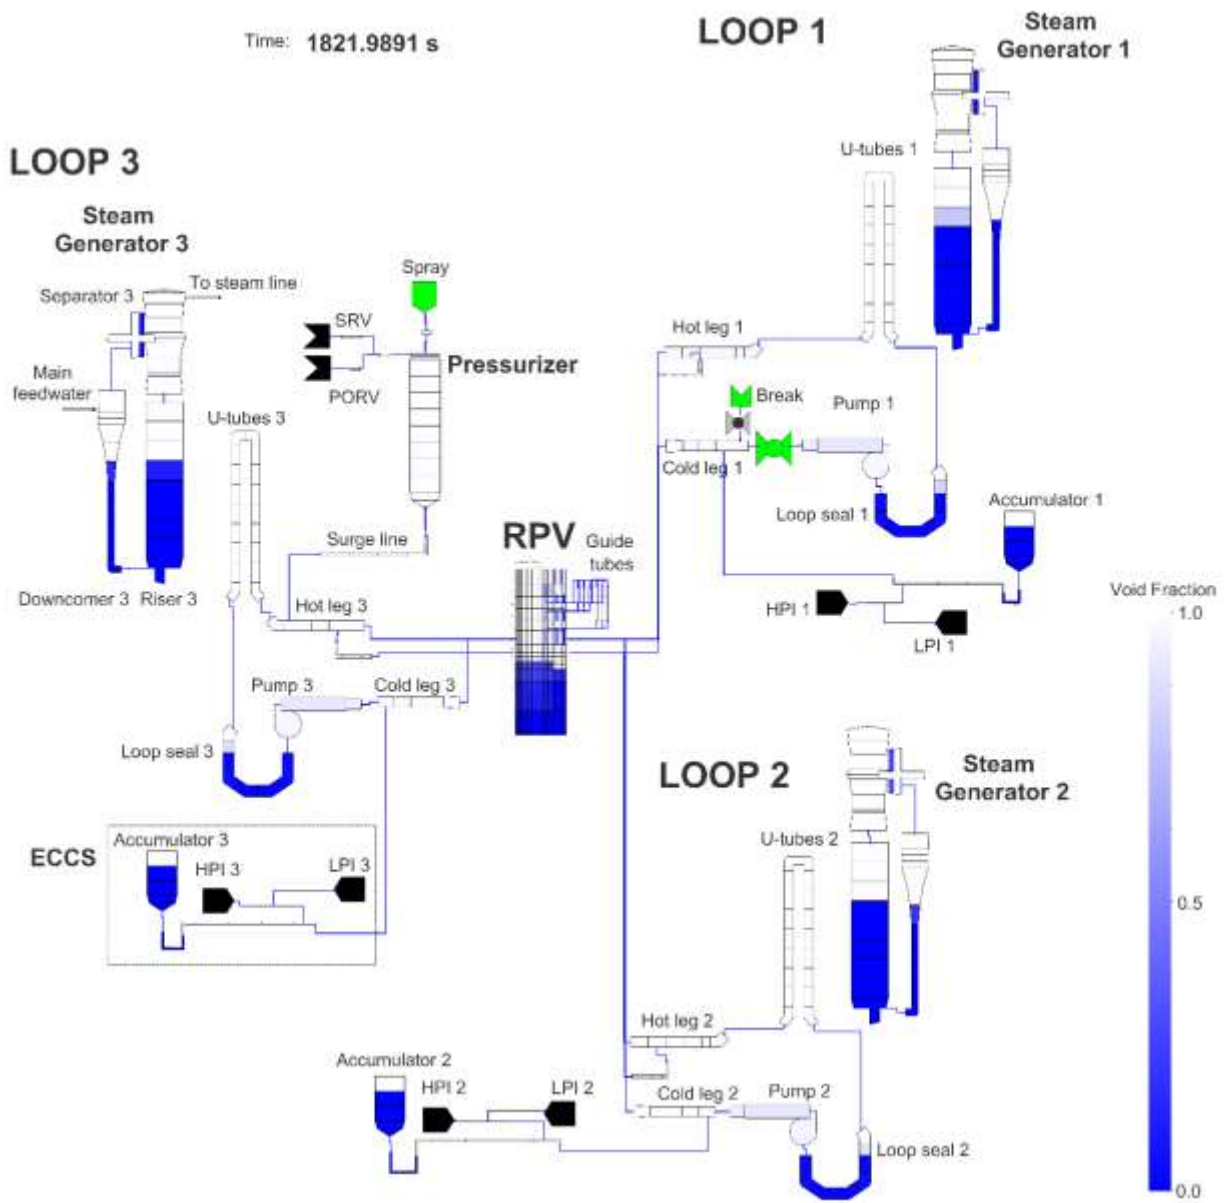 Time: 1821.9891 s
LOOP 1
Steam
Generator 1
U-tubes 1
LOOP 3
Steam
Generator 3
To steam line
Separator 3
Spray
SRV
PORV
Pressurizer
Main
feedwater
U-tubes 3
Hot leg 1
Break
Pump 1
Cold leg 1
Loop seal 1
Accumulator 1
Surge line
RPV
Guide
tubes
Downcomer 3
Riser 3
Hot leg 3
HPI 1
LPI 1
Void Fraction
1.0
0.5
0.0
Pump 3
Cold leg 3
Loop seal 3
LOOP 2
Steam
Generator 2
U-tubes 2
ECCS
Accumulator 3
HPI 3
LPI 3
Hot leg 2
Accumulator 2
HPI 2
LPI 2
Cold leg 2
Pump 2
Loop seal 2